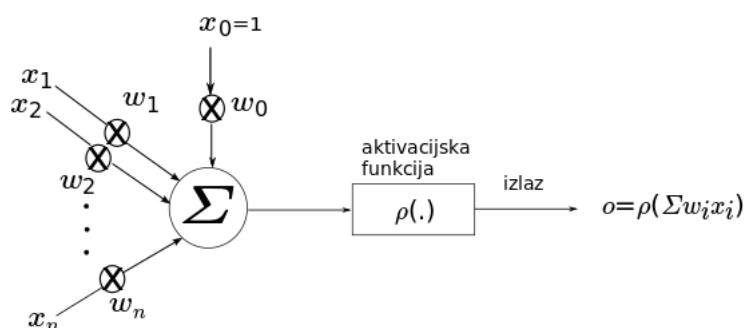 x₀=1
x₁
w₁
x₂
w₀
w₂
Σ
aktivacijska
funkcija
ρ(.)
izlaz
o=ρ(Σwᵢxᵢ)
wₙ
xₙ